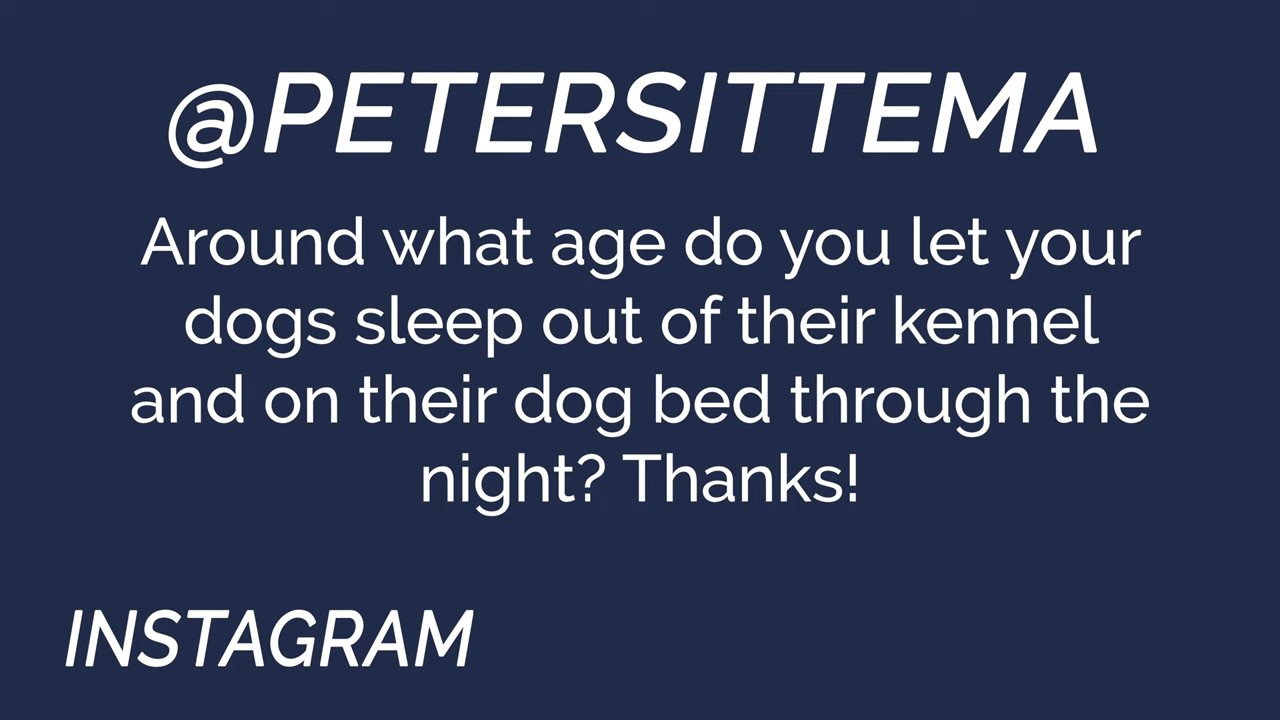 @PETERSITTEMA
Around what age do you let your
dogs sleep out of their kennel
and on their dog bed through the
night? Thanks!
INSTAGRAM